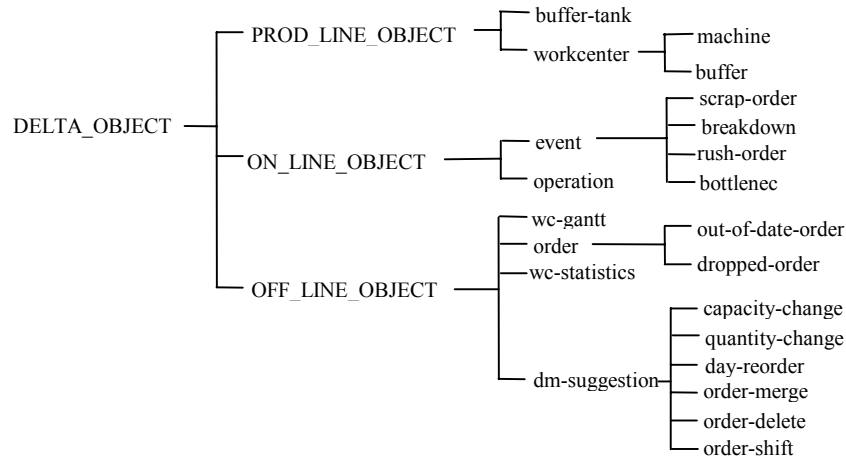 DELTA_OBJECT
PROD_LINE_OBJECT
buffer-tank
workcenter
machine
buffer
ON_LINE_OBJECT
event
scrap-order
breakdown
rush-order
bottlenec
operation
OFF_LINE_OBJECT
wc-gantt
order
out-of-date-order
dropped-order
wc-statistics
dm-suggestion
capacity-change
quantity-change
day-reorder
order-merge
order-delete
order-shift